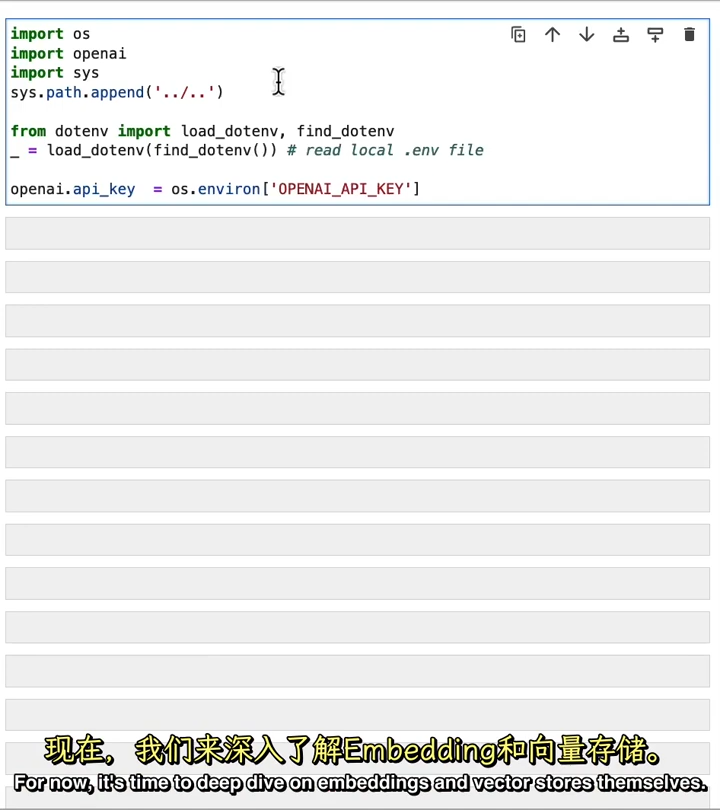 import os
import openai
import sys
sys.path.append('../..')
from dotenv import load_dotenv, find_dotenv
_ = load_dotenv(find_dotenv()) # read local .env file
openai.api_key  = os.environ['OPENAI_API_KEY']
现在，我们来深入了解Embedding和向量存储。
For now, it's time to deep dive on embeddings and vector stores themselves.